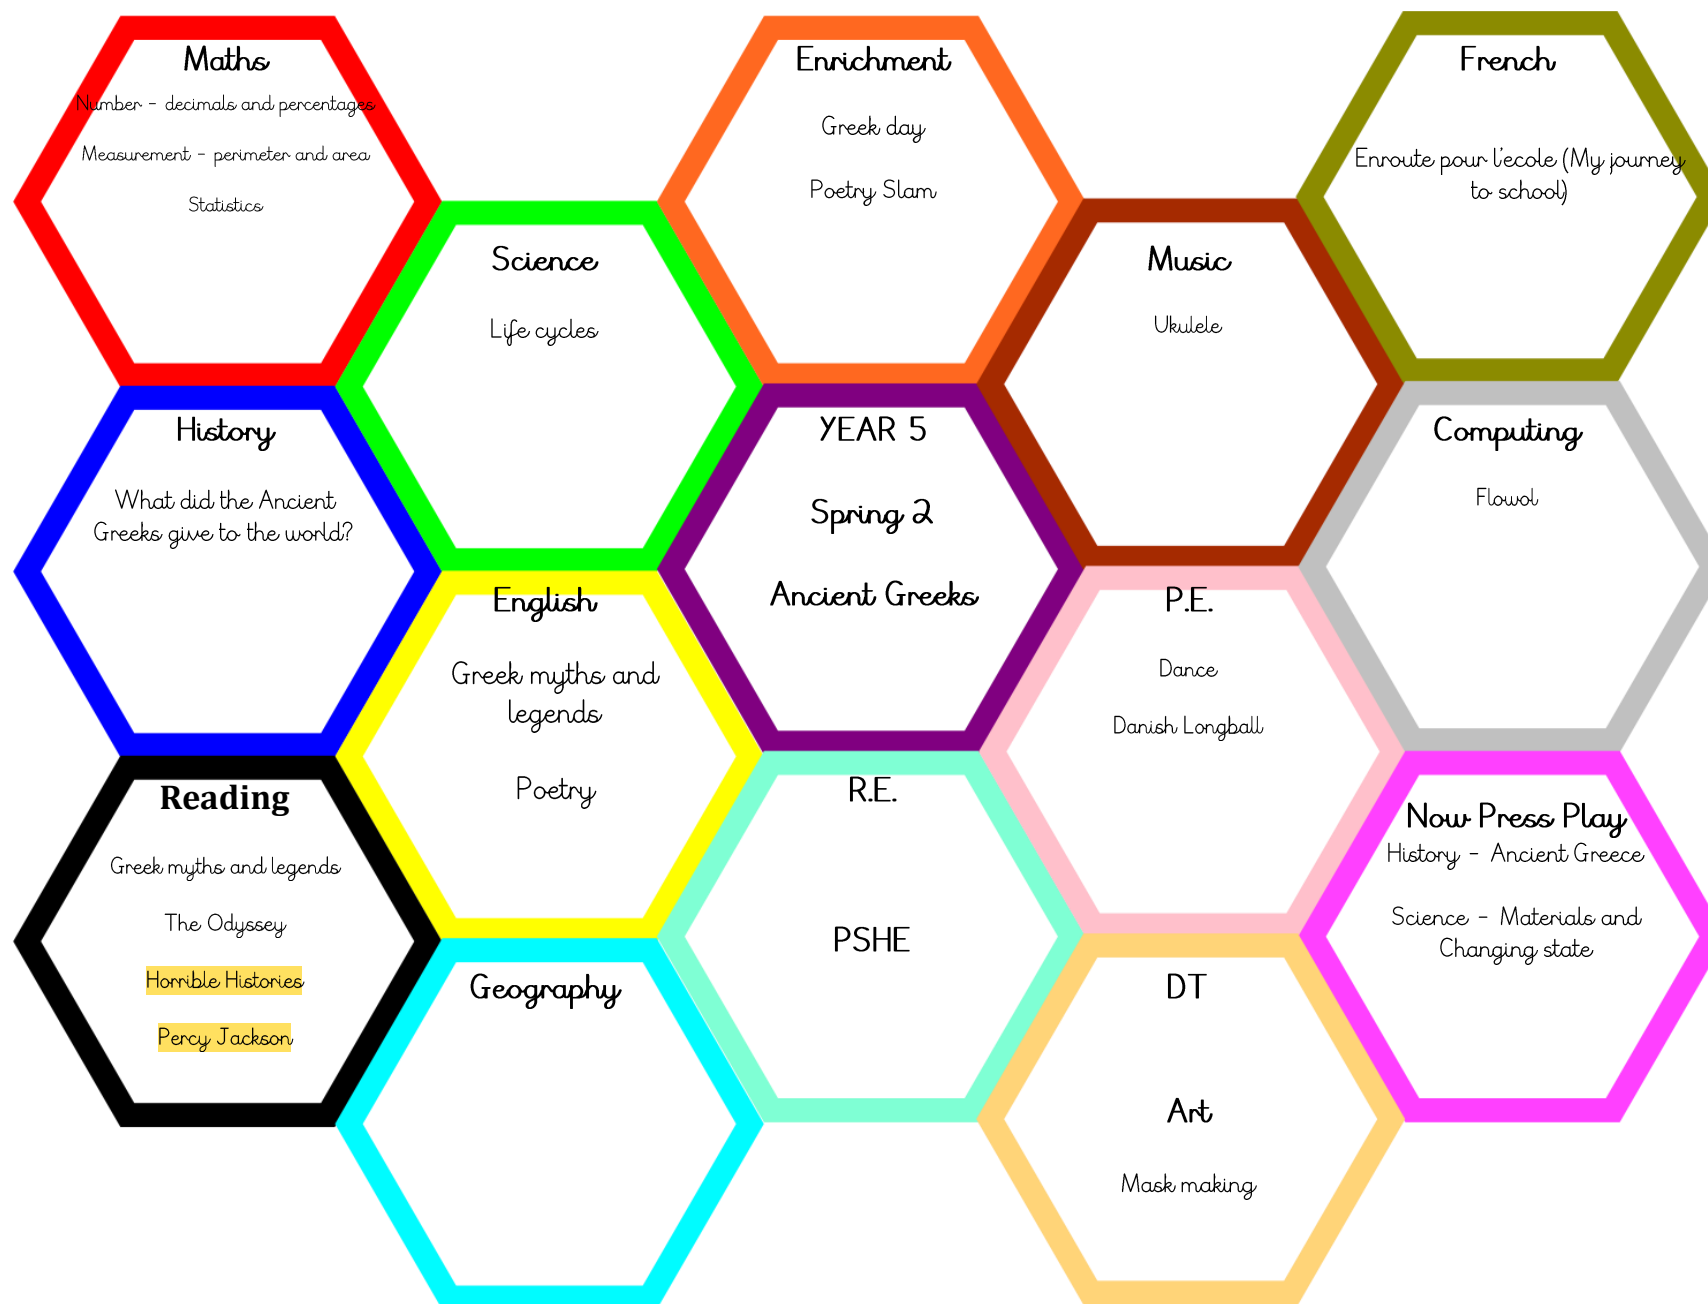 Maths
Number - decimals and percentages
Measurement - perimeter and area
Statistics
Enrichment
Greek day
Poetry Slam
French
Enroute pour l'ecole (My journey
to school)
Science
Life cycles
Music
Ukulele
History
What did the Ancient
Greeks give to the world?
YEAR 5
Spring 2
Ancient Greeks
Computing
Flowol
English
Greek myths and
legends
Poetry
P.E.
Dance
Danish Longball
Reading
Greek myths and legends
The Odyssey
Horrible Histories
Percy Jackson
R.E.
PSHE
Now Press Play
History - Ancient Greece
Science - Materials and
Changing state
Geography
DT
Art
Mask making